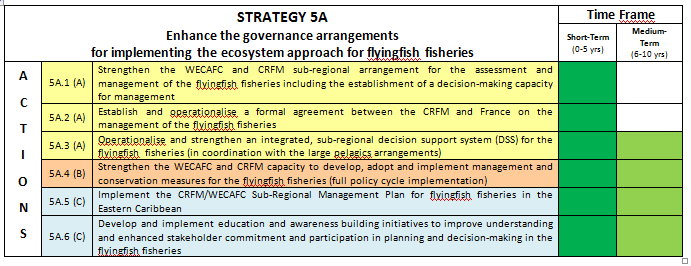 STRATEGY 5A
Enhance the governance arrangements
for implementing the ecosystem approach for flyingfish fisheries
Time Frame
Short-Term
(0-5 yrs)
Medium-
Term
(6-10 yrs)
A
C
T
I
O
N
S
5A.1 (A)
Strengthen the WECAFC and CRFM sub-regional arrangement for the assessment and
management of the flyingfish fisheries including the establishment of a decision-making capacity
for management
5A.2 (A)
Establish and operationalise a formal agreement between the CRFM and France on the
management of the flyingfish fisheries
5A.3 (A)
Operationalise and strengthen an integrated, sub-regional decision support system (DSS) for the
flyingfish fisheries (in coordination with the large pelagics arrangements)
5A.4 (B)
Strengthen the WECAFC and CRFM capacity to develop, adopt and implement management and
conservation measures for the flyingfish fisheries (full policy cycle implementation)
5A.5 (C)
Implement the CRFM/WECAFC Sub-Regional Management Plan for flyingfish fisheries in the
Eastern Caribbean
5A.6 (C)
Develop and implement education and awareness building initiatives to improve understanding
and enhanced stakeholder commitment and participation in planning and decision-making in the
flyingfish fisheries